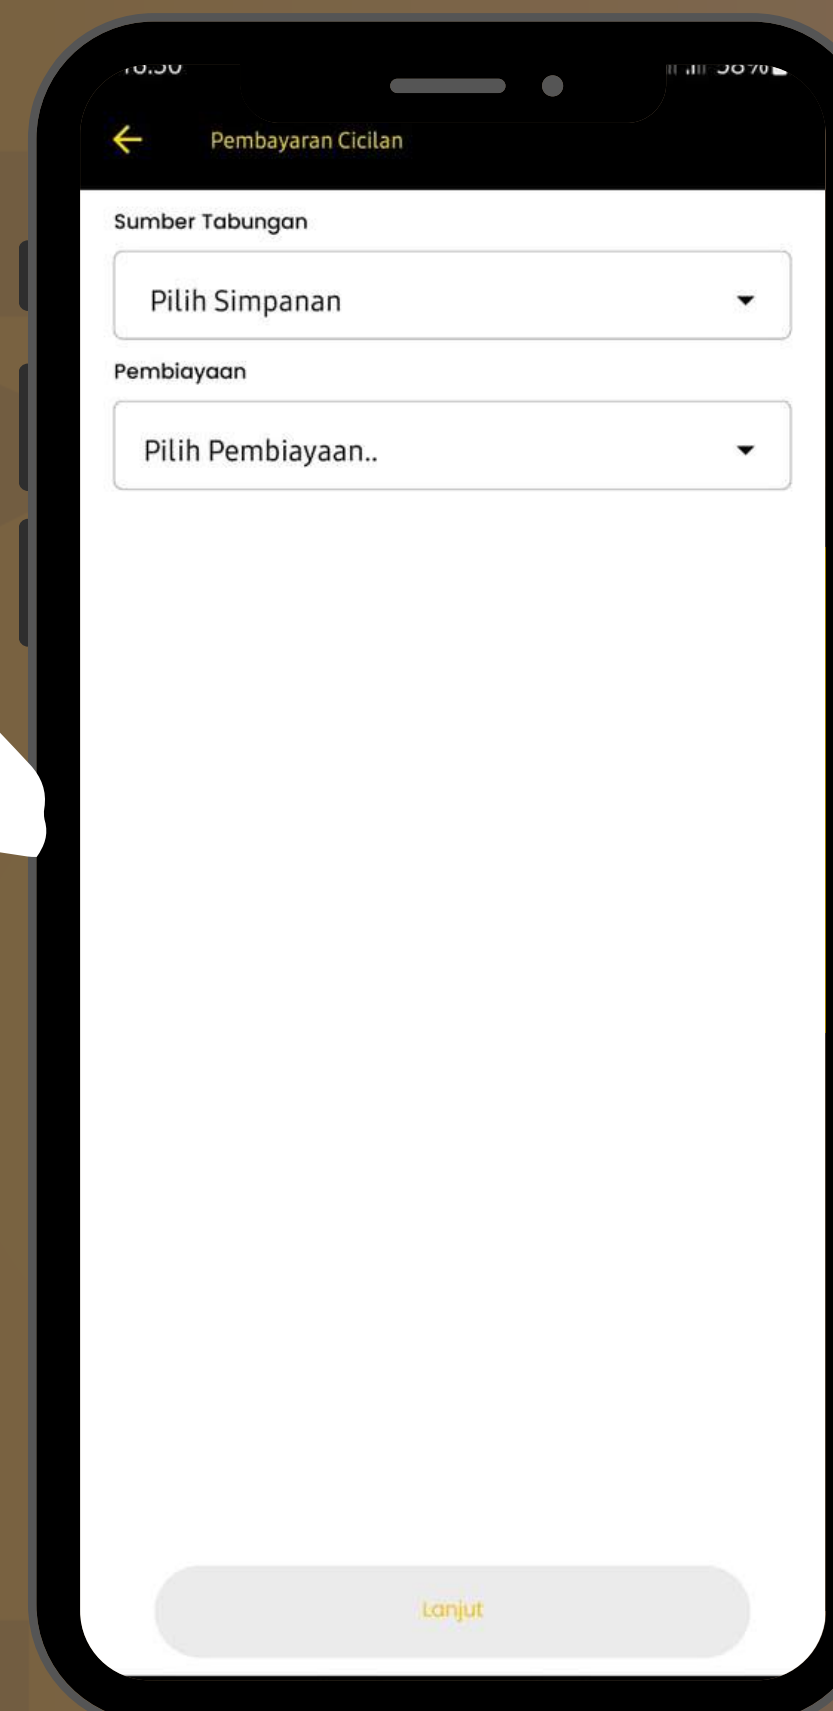 Pembayaran Cicilan
Sumber Tabungan
Pilih Simpanan
Pembiayaan
Pilih Pembiayaan..
Lanjut